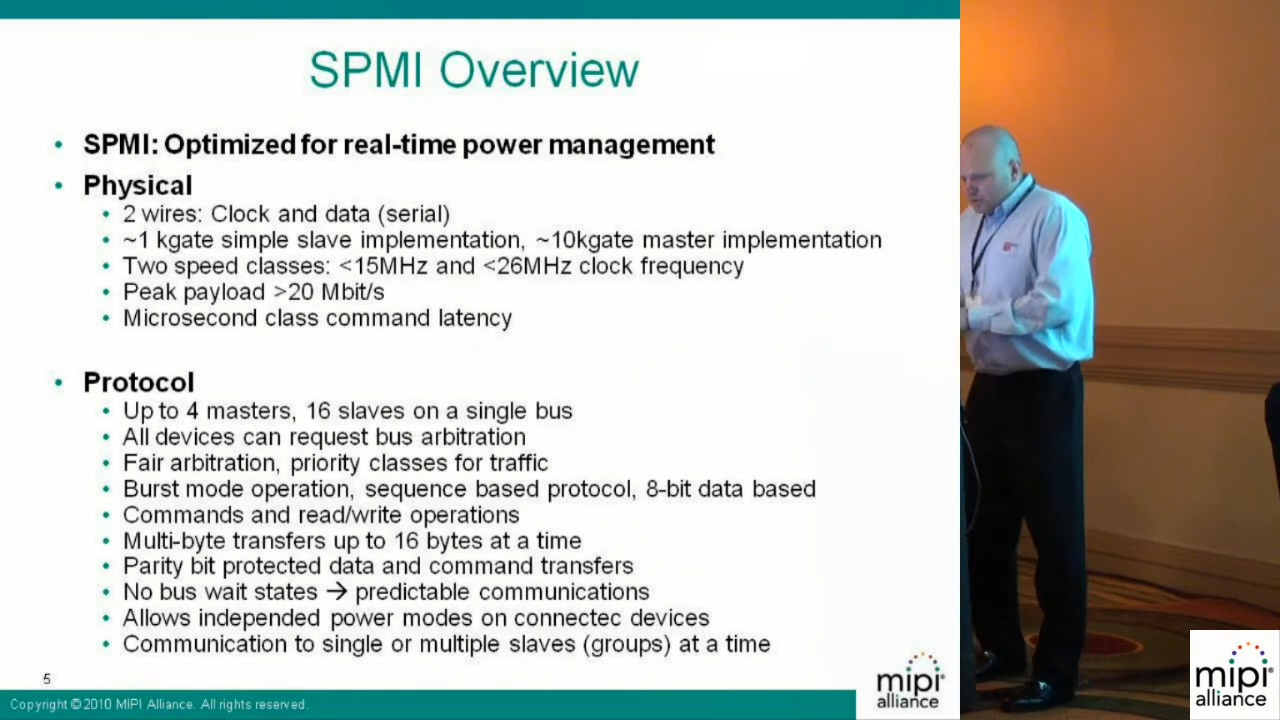 SPMI Overview
• SPMI: Optimized for real-time power management
• Physical
• 2 wires: Clock and data (serial)
• ~1 kgate simple slave implementation, ~10kgate master implementation
• Two speed classes: <15MHz and <26MHz clock frequency
• Peak payload >20 Mbit/s
• Microsecond class command latency
• Protocol
• Up to 4 masters, 16 slaves on a single bus
• All devices can request bus arbitration
• Fair arbitration, priority classes for traffic
• Burst mode operation, sequence based protocol, 8-bit data based
• Commands and read/write operations
• Multi-byte transfers up to 16 bytes at a time
• Parity bit protected data and command transfers
• No bus wait states → predictable communications
• Allows independed power modes on connectec devices
• Communication to single or multiple slaves (groups) at a time
5
Copyright © 2010 MIPI Alliance. All rights reserved.
mipi®
alliance
mipi®
alliance